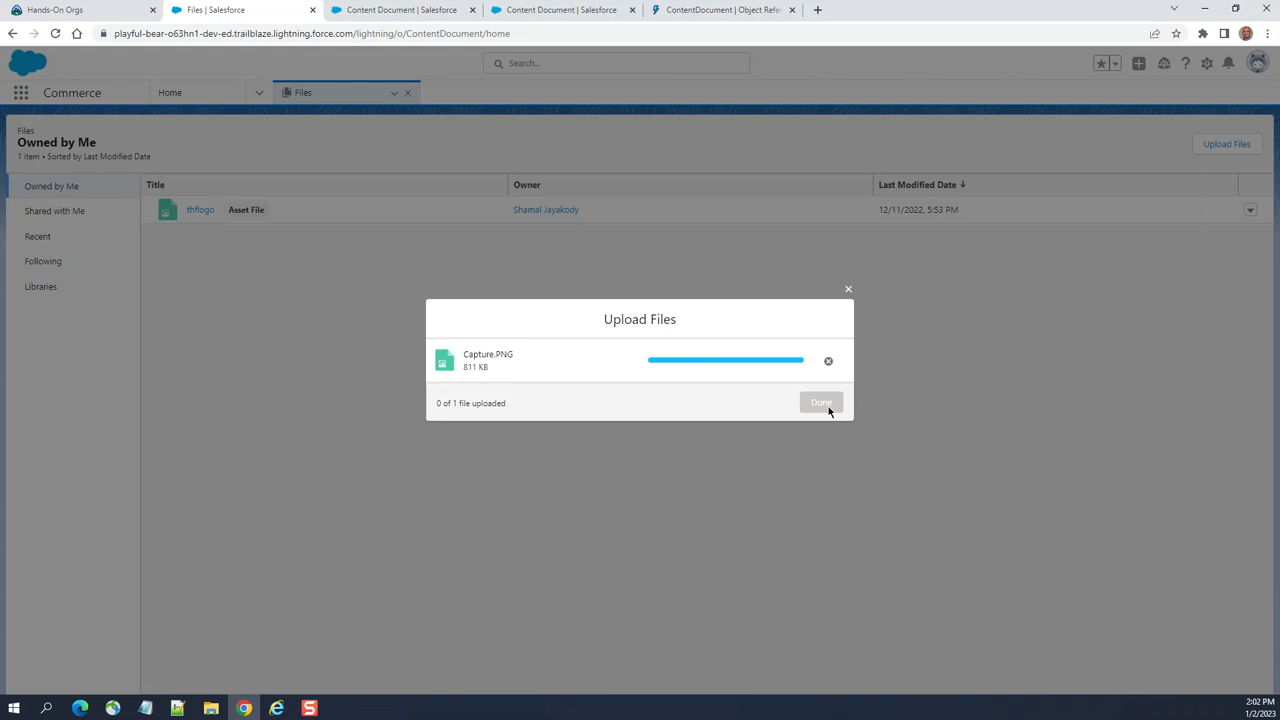 Hands-On Orgs
Files | Salesforce
Content Document | Salesforce
Content Document | Salesforce
ContentDocument | Object Refer
playful-bear-o63hn1-dev-ed.trailblaze.lightning.force.com/lightning/o/ContentDocument/home
Search...
Commerce
Home
Files
Files
Owned by Me
1 item • Sorted by Last Modified Date
Upload Files
Owned by Me
Shared with Me
Recent
Following
Libraries
Title
Owner
Last Modified Date
thflogo
Asset File
Shamal Jayakody
12/11/2022, 5:53 PM
Upload Files
Capture.PNG
811 KB
0 of 1 file uploaded
Done
2:02 PM
1/2/2023